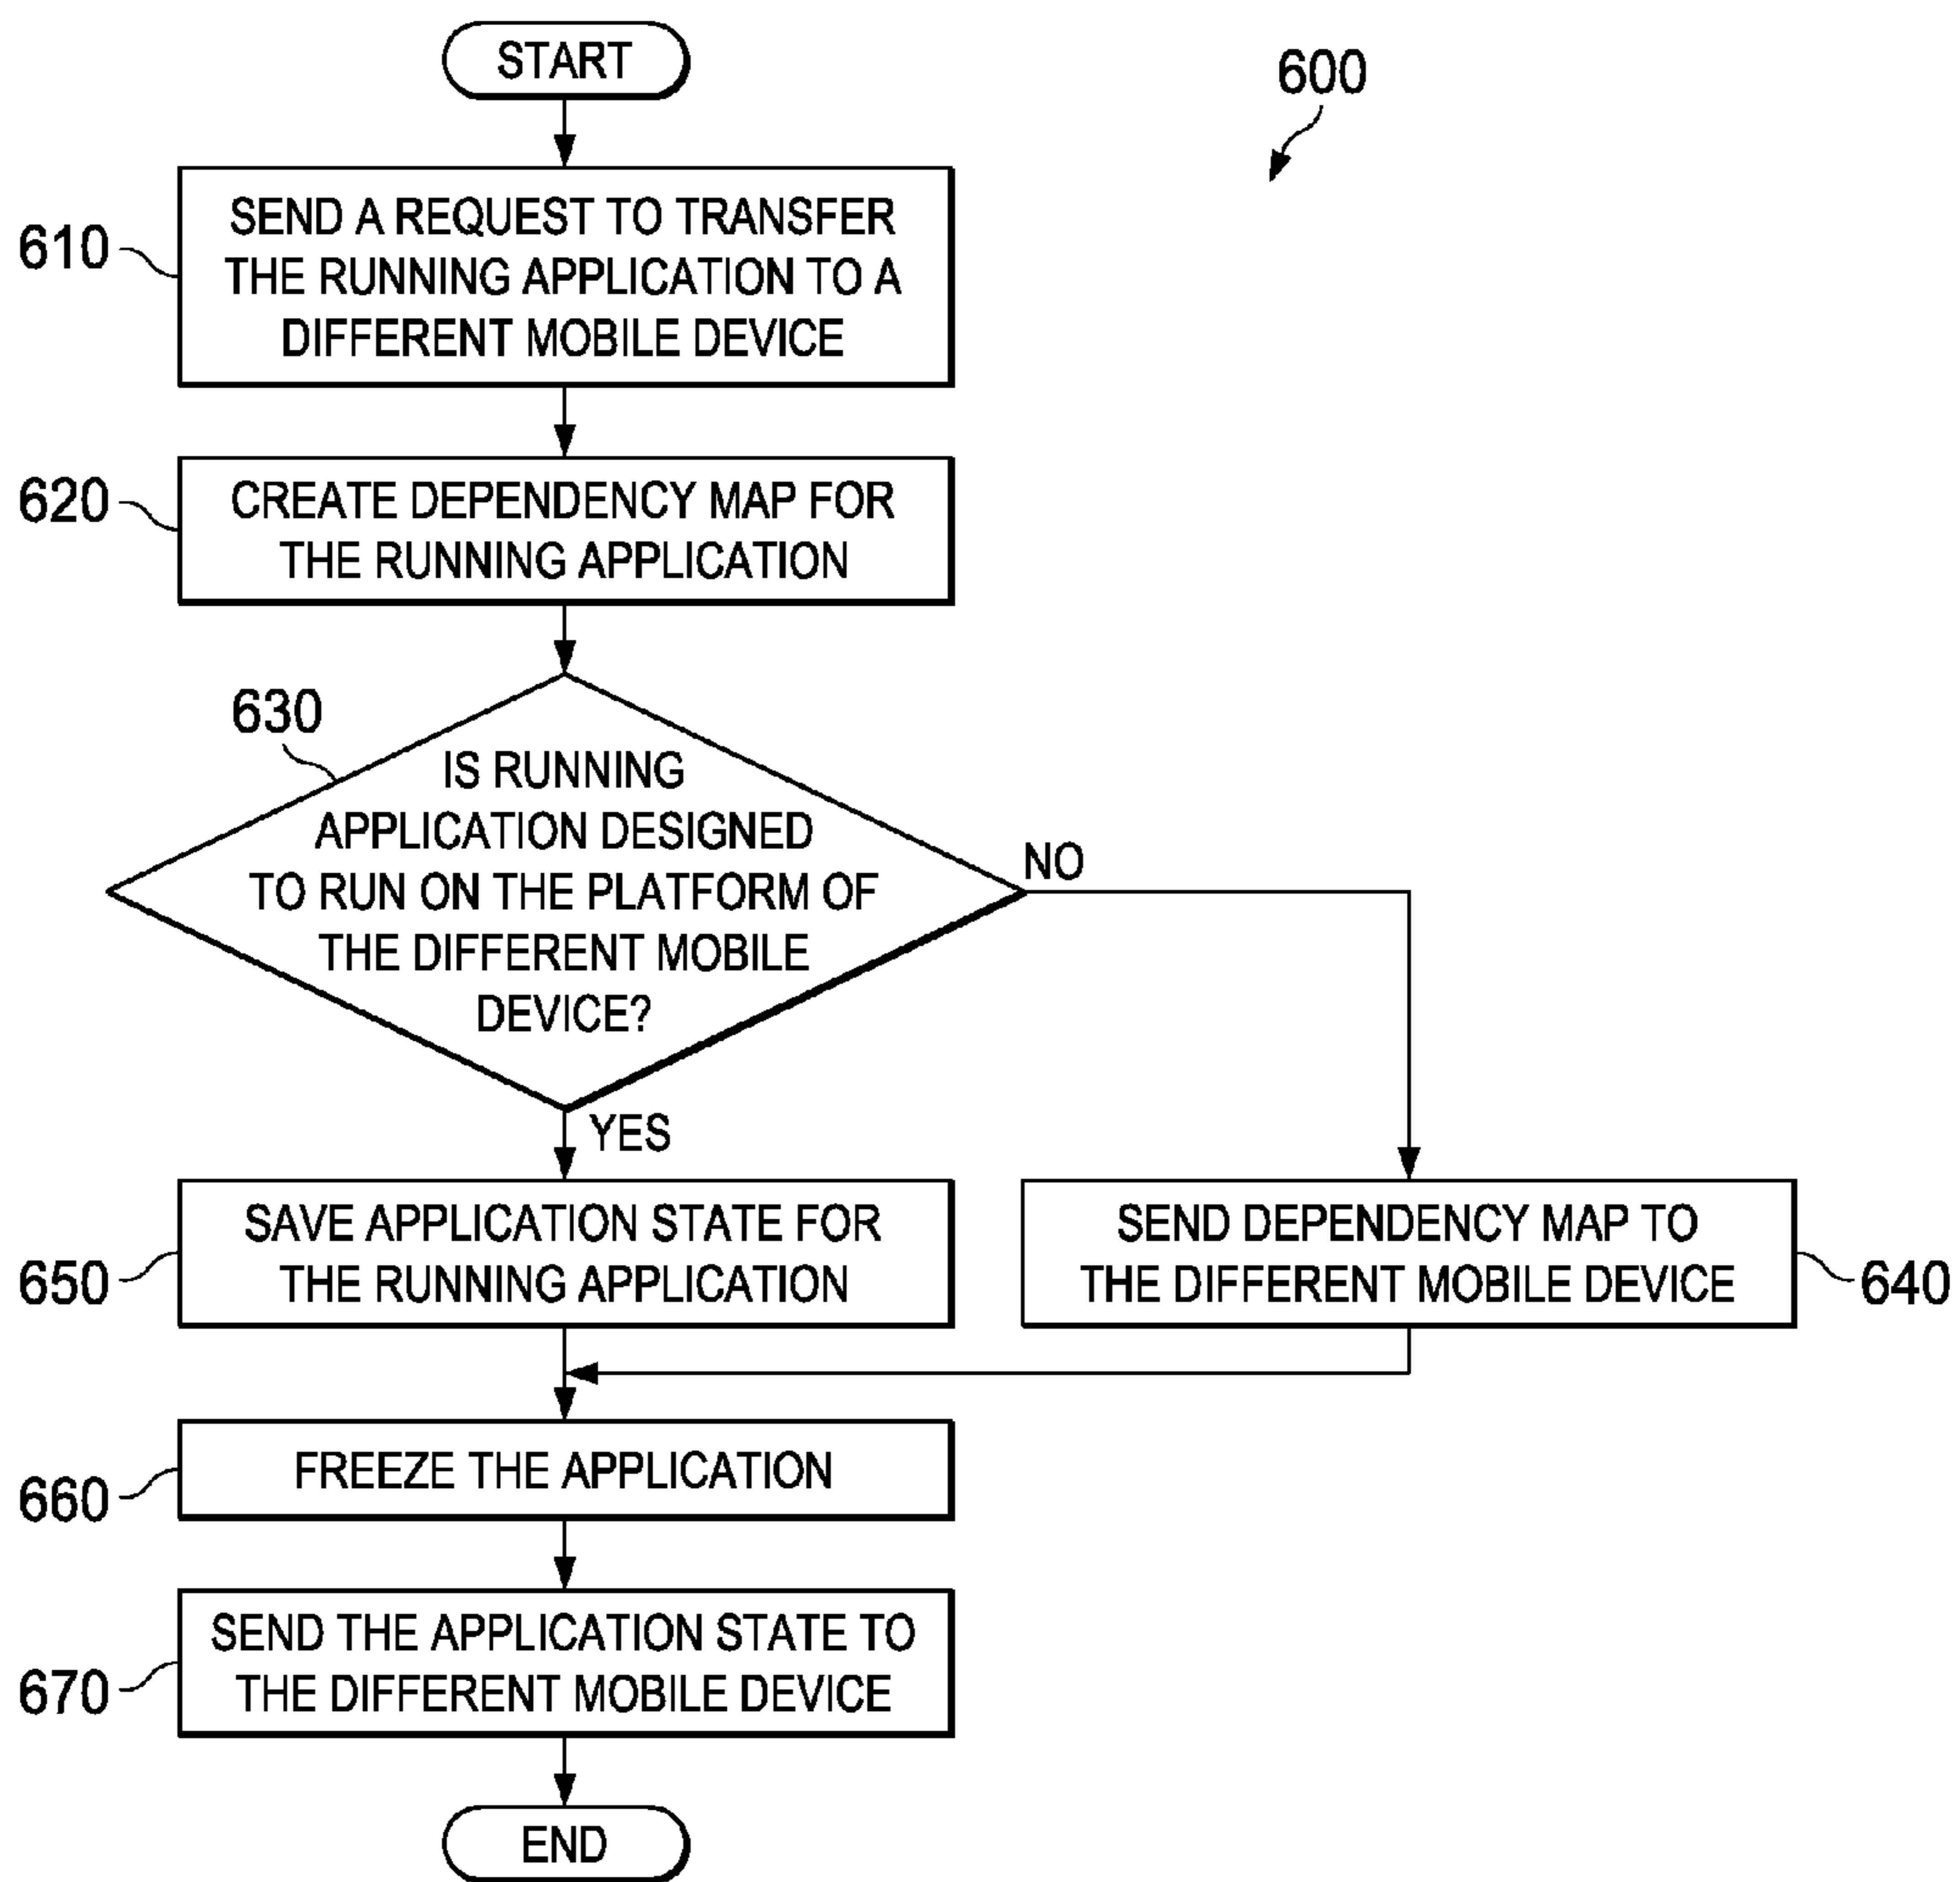 START
600
610
SEND A REQUEST TO TRANSFER
THE RUNNING APPLICATION TO A
DIFFERENT MOBILE DEVICE
620
CREATE DEPENDENCY MAP FOR
THE RUNNING APPLICATION
630
IS RUNNING
APPLICATION DESIGNED
TO RUN ON THE PLATFORM OF
THE DIFFERENT MOBILE
DEVICE?
NO
YES
650
SAVE APPLICATION STATE FOR
THE RUNNING APPLICATION
SEND DEPENDENCY MAP TO
THE DIFFERENT MOBILE DEVICE
640
660
FREEZE THE APPLICATION
670
SEND THE APPLICATION STATE TO
THE DIFFERENT MOBILE DEVICE
END